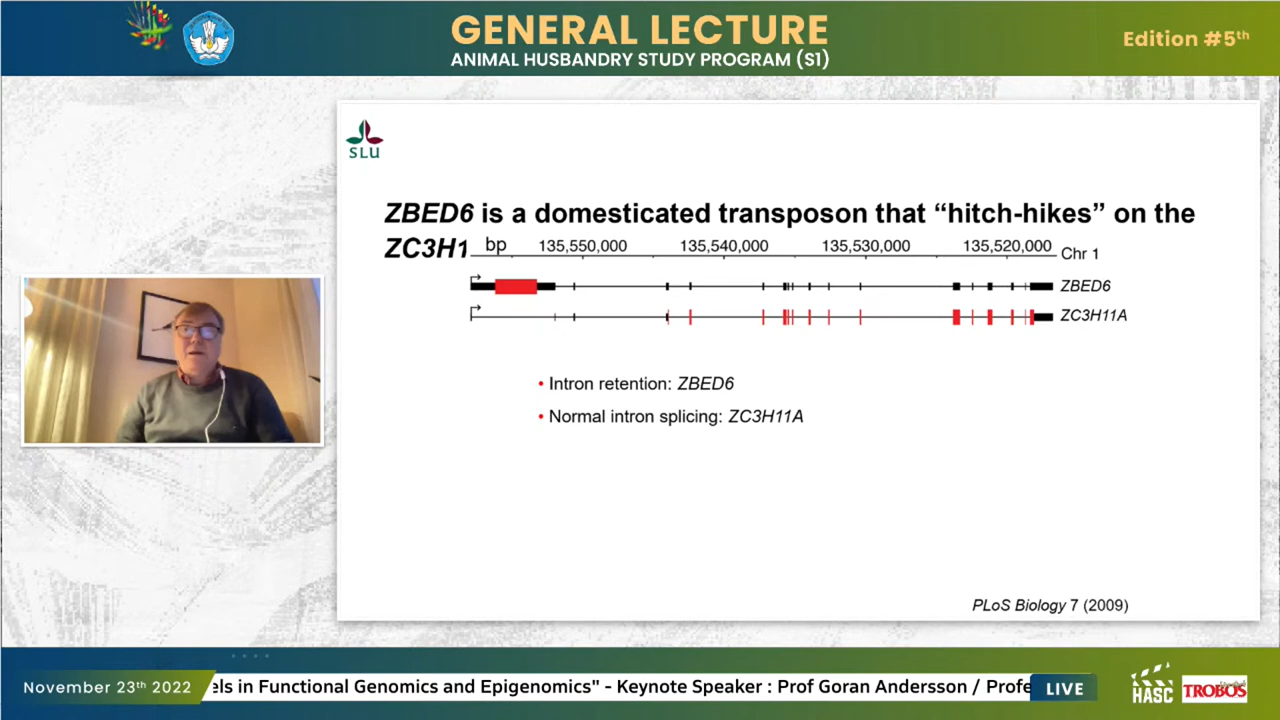 GENERAL LECTURE
ANIMAL HUSBANDRY STUDY PROGRAM (S1)
Edition #5th
SLU
ZBED6 is a domesticated transposon that “hitch-hikes” on the
ZC3H1
bp 135,550,000 135,540,000 135,530,000 135,520,000 Chr 1
ZBED6
ZC3H11A
• Intron retention: ZBED6
• Normal intron splicing: ZC3H11A
PLoS Biology 7 (2009)
November 23th 2022
els in Functional Genomics and Epigenomics" - Keynote Speaker : Prof Goran Andersson / Profe
LIVE
HASC
TROBOS